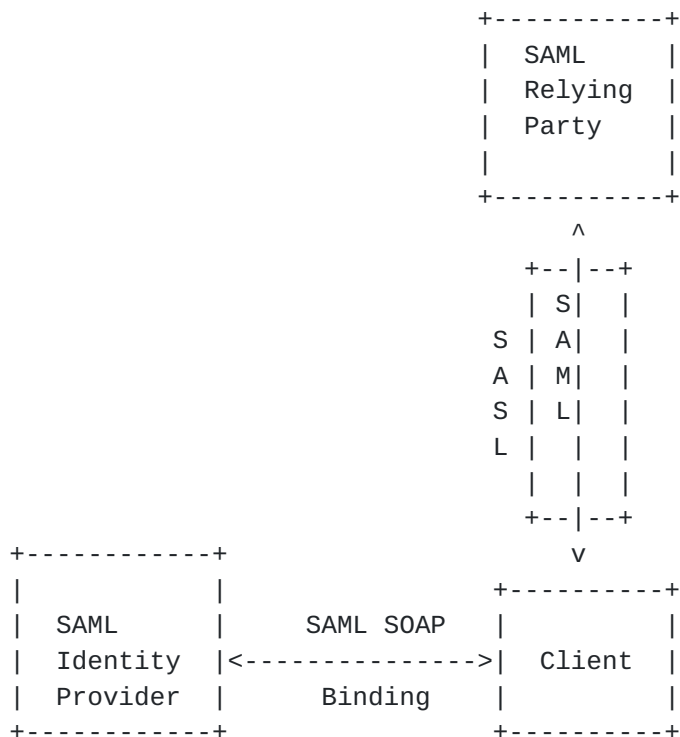 SAML
Relying
Party
S
S A
A M
S L
L
SAML SAML SOAP
Identity Client
Provider Binding